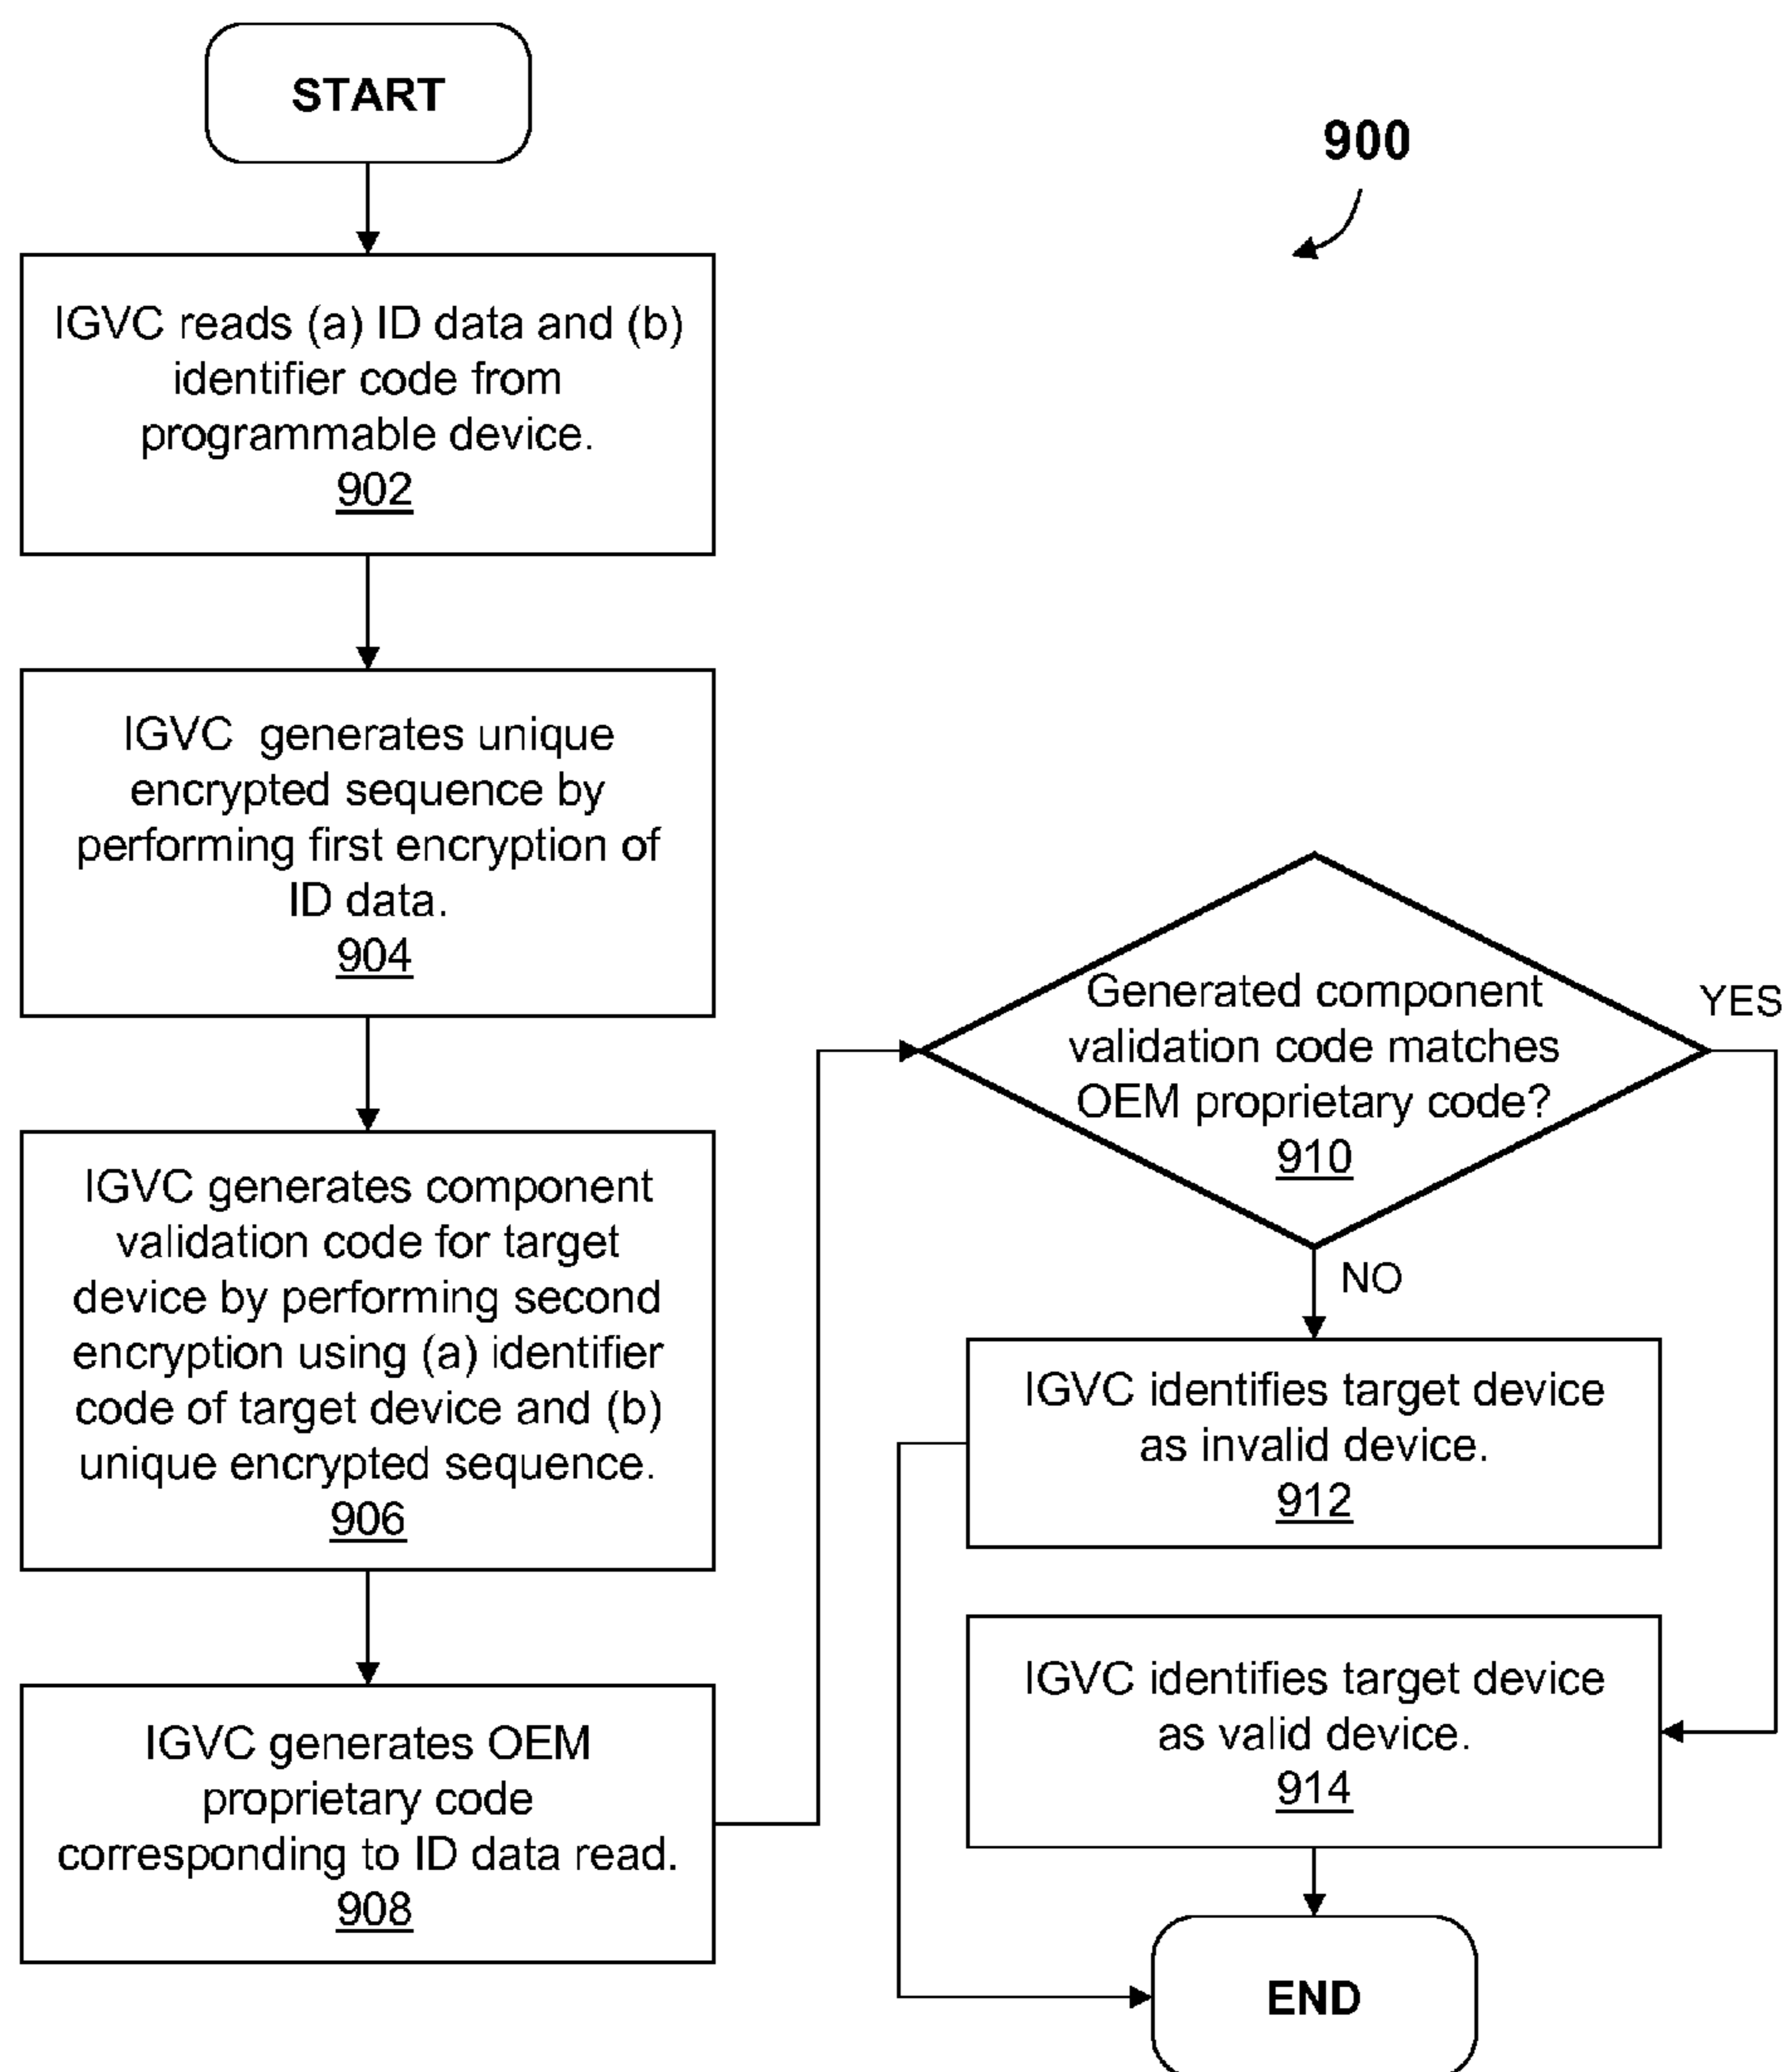 START
900
IGVC reads (a) ID data and (b)
identifier code from
programmable device.
902
IGVC generates unique
encrypted sequence by
performing first encryption of
ID data.
904
IGVC generates component
validation code for target
device by performing second
encryption using (a) identifier
code of target device and (b)
unique encrypted sequence.
906
IGVC generates OEM
proprietary code
corresponding to ID data read.
908
Generated component
validation code matches
OEM proprietary code?
910
YES
NO
IGVC identifies target device
as invalid device.
912
IGVC identifies target device
as valid device.
914
END